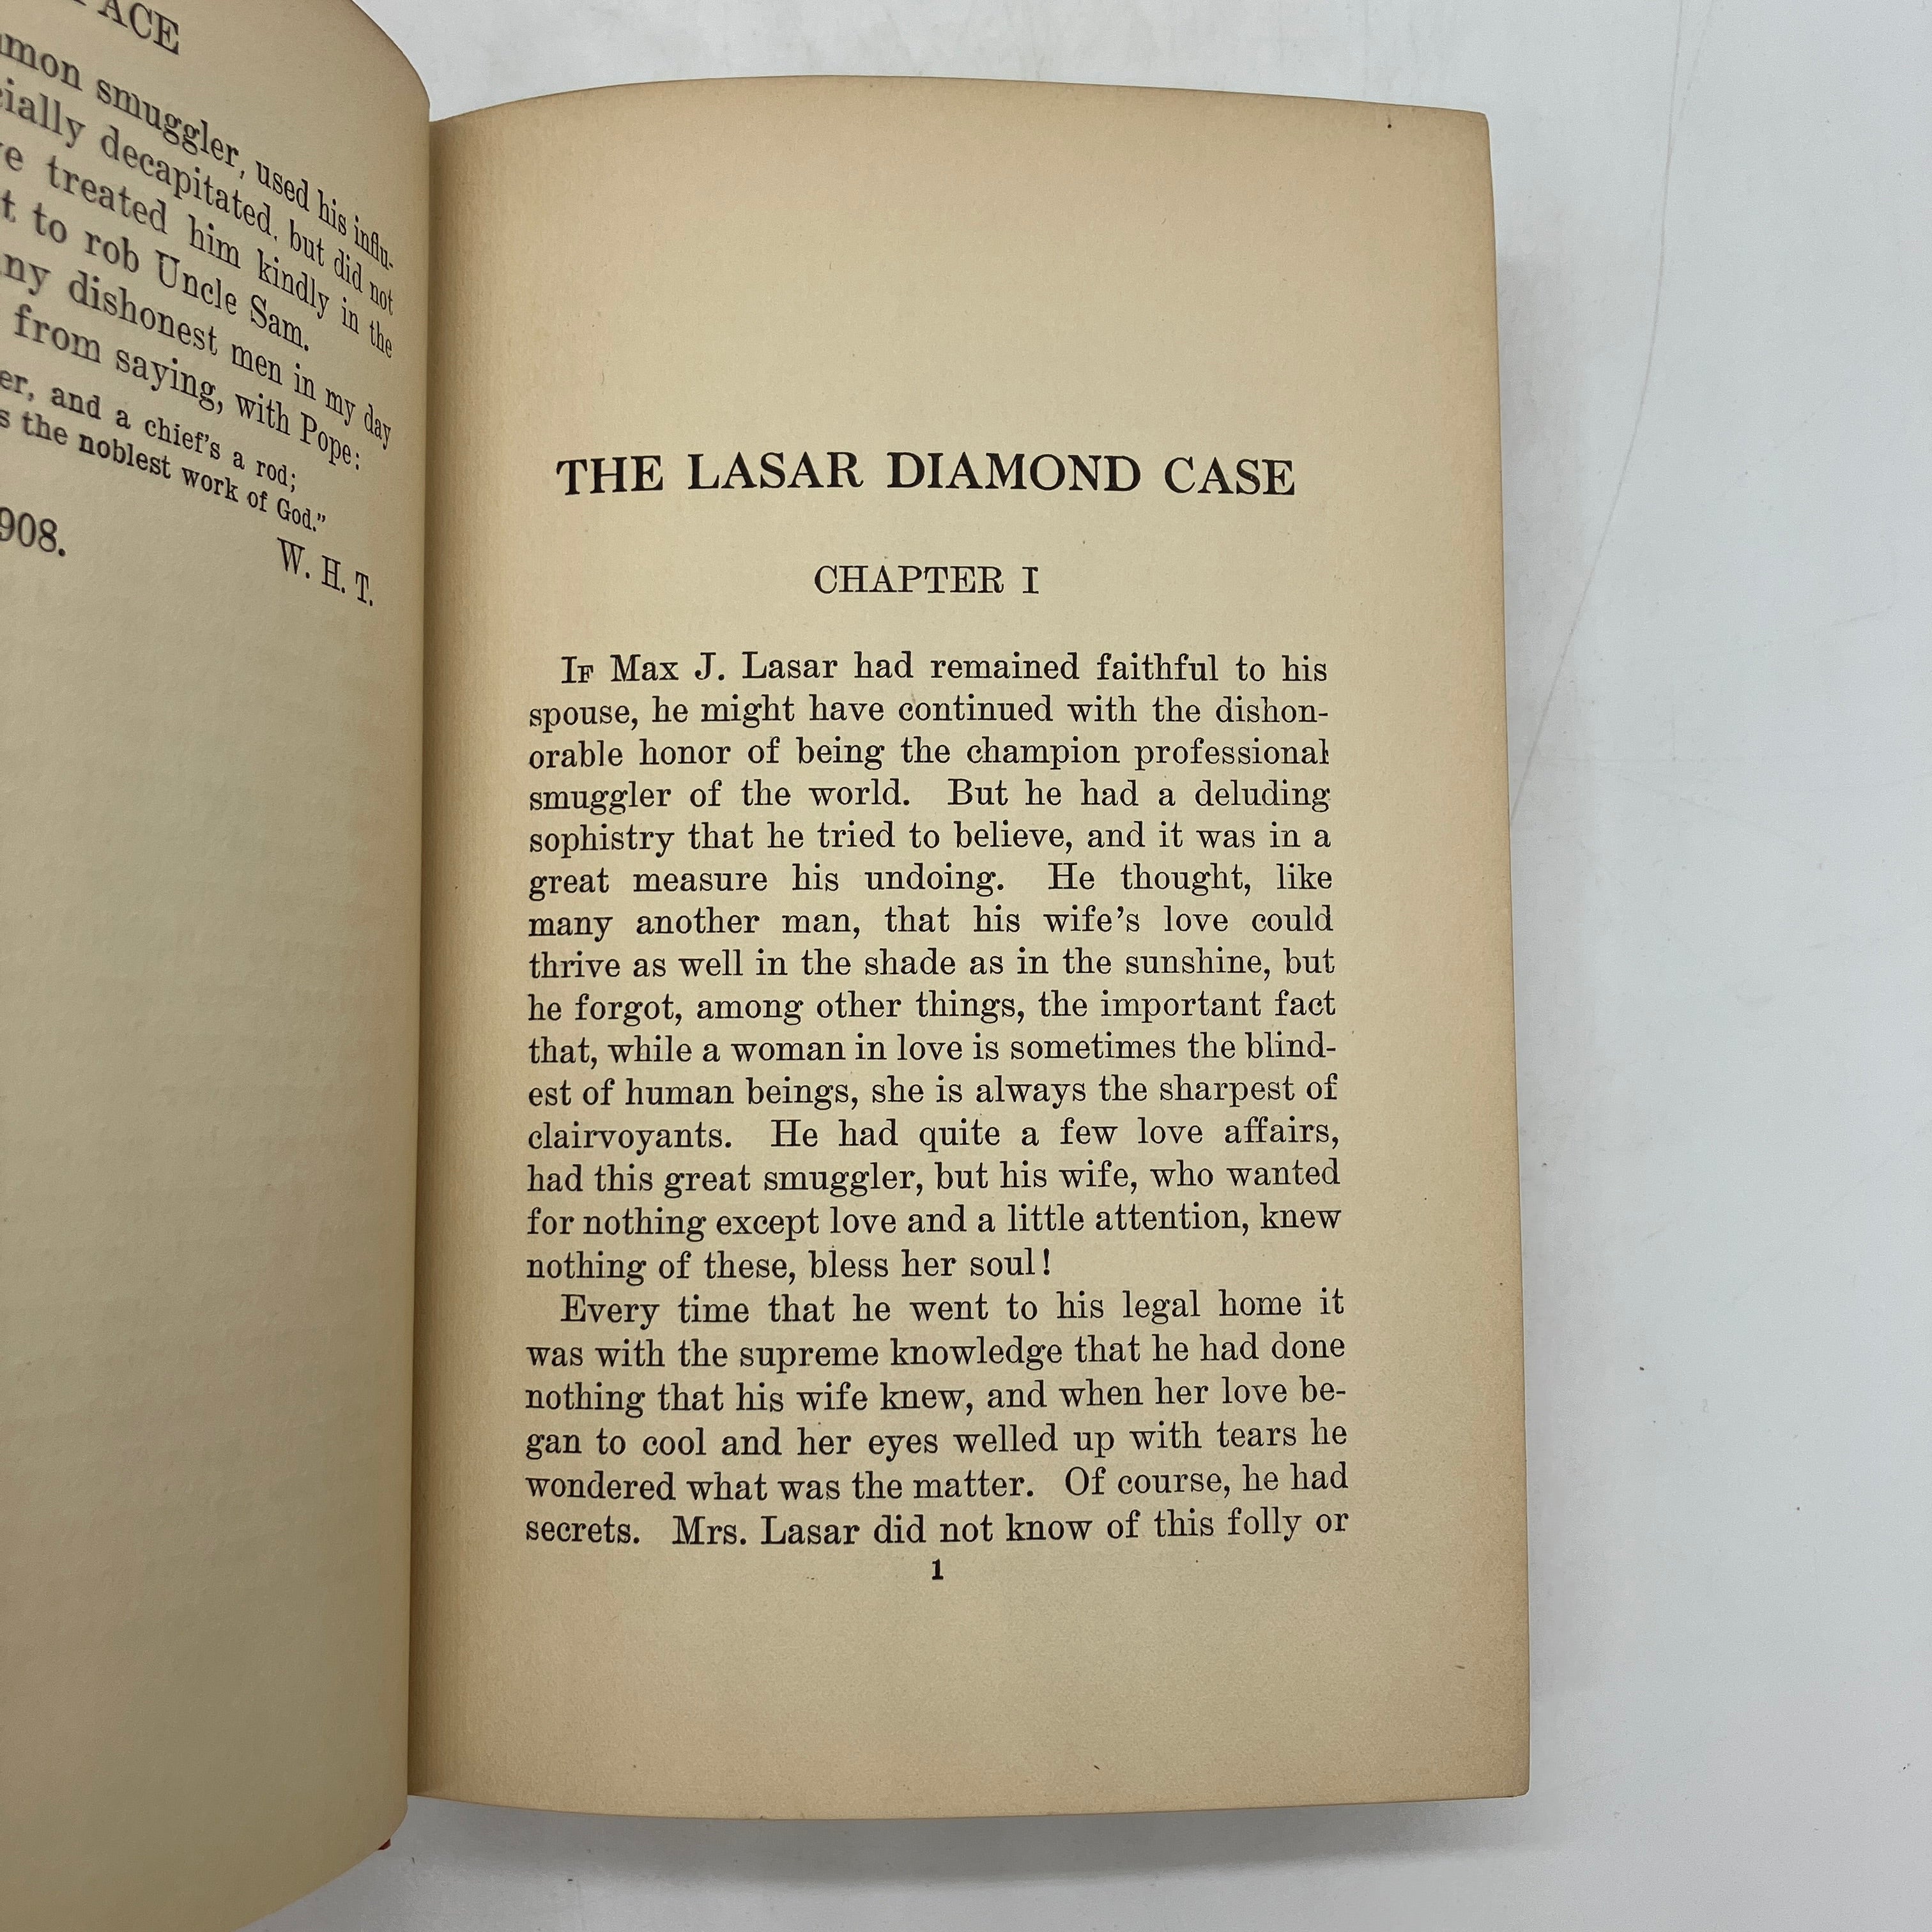 smuggler, used his influ-
decapitated, but did not
treated him kindly in the
to rob Uncle Sam.
dishonest men in my day
from saying, with Pope:
and a chief's a rod;
the noblest work of God."
908.
W. H. T.
THE LASAR DIAMOND CASE
CHAPTER I
IF Max J. Lasar had remained faithful to his
spouse, he might have continued with the dishon-
orable honor of being the champion professional
smuggler of the world. But he had a deluding
sophistry that he tried to believe, and it was in a
great measure his undoing. He thought, like
many another man, that his wife's love could
thrive as well in the shade as in the sunshine, but
he forgot, among other things, the important fact
that, while a woman in love is sometimes the blind-
est of human beings, she is always the sharpest of
clairvoyants. He had quite a few love affairs,
had this great smuggler, but his wife, who wanted
for nothing except love and a little attention, knew
nothing of these, bless her soul!
Every time that he went to his legal home it
was with the supreme knowledge that he had done
nothing that his wife knew, and when her love be-
gan to cool and her eyes welled up with tears he
wondered what was the matter. Of course, he had
secrets. Mrs. Lasar did not know of this folly or
1